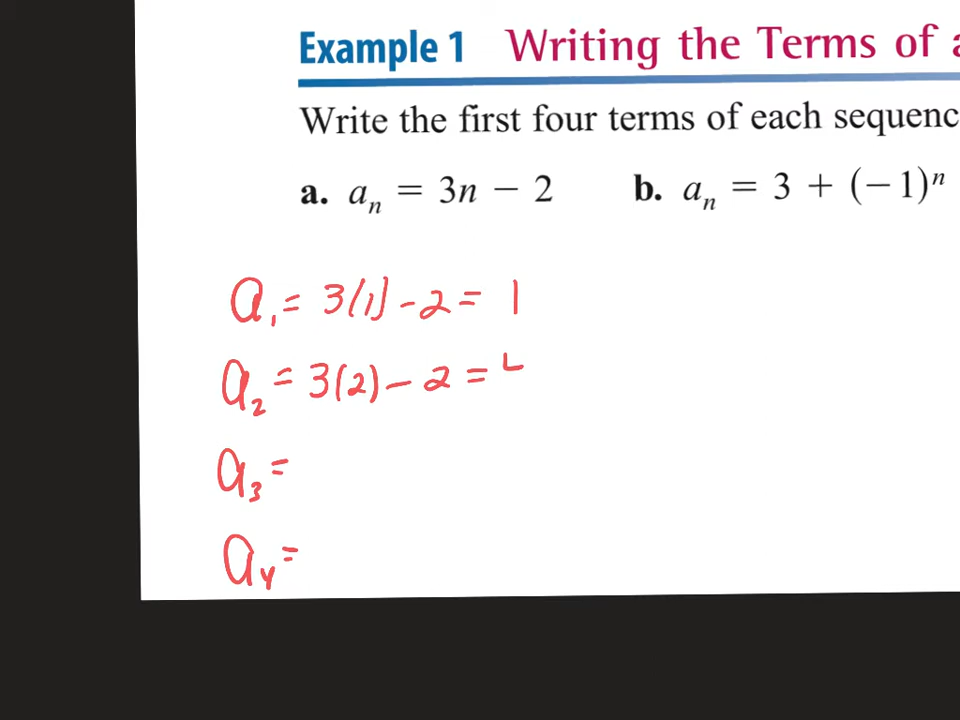 Example 1 Writing the Terms of a
Write the first four terms of each sequenc
a. aₙ = 3n − 2 b. aₙ = 3 + (−1)ⁿ
a₁ = 3(1) - 2 = 1
a₂ = 3(2) - 2 = 4
a₃ =
a₄ =